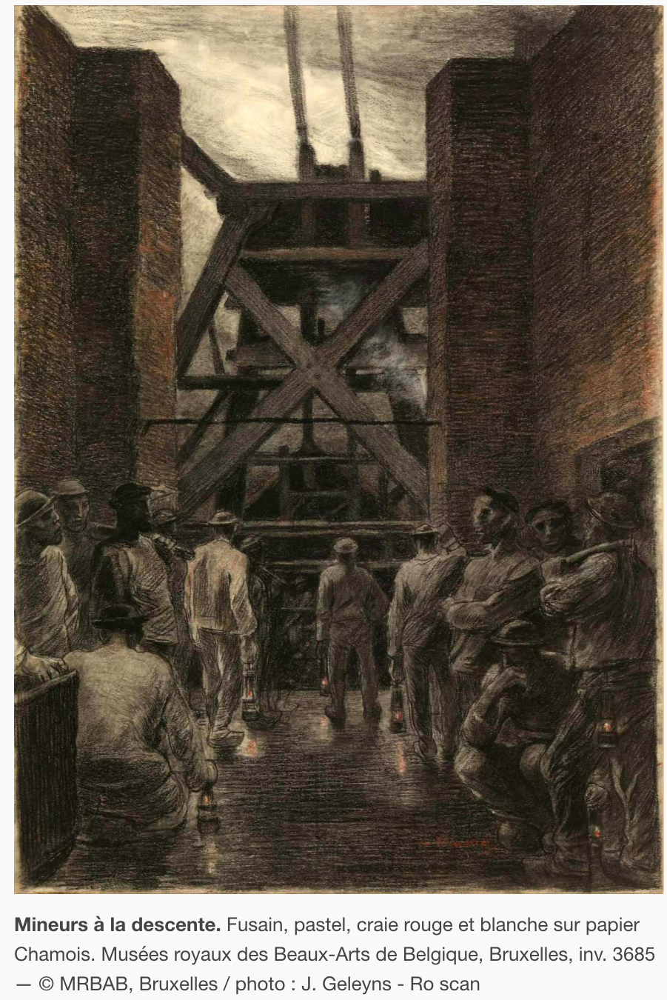 Mineurs à la descente. Fusain, pastel, craie rouge et blanche sur papier
Chamois. Musées royaux des Beaux-Arts de Belgique, Bruxelles, inv. 3685
— © MRBAB, Bruxelles / photo : J. Geleyns - Ro scan